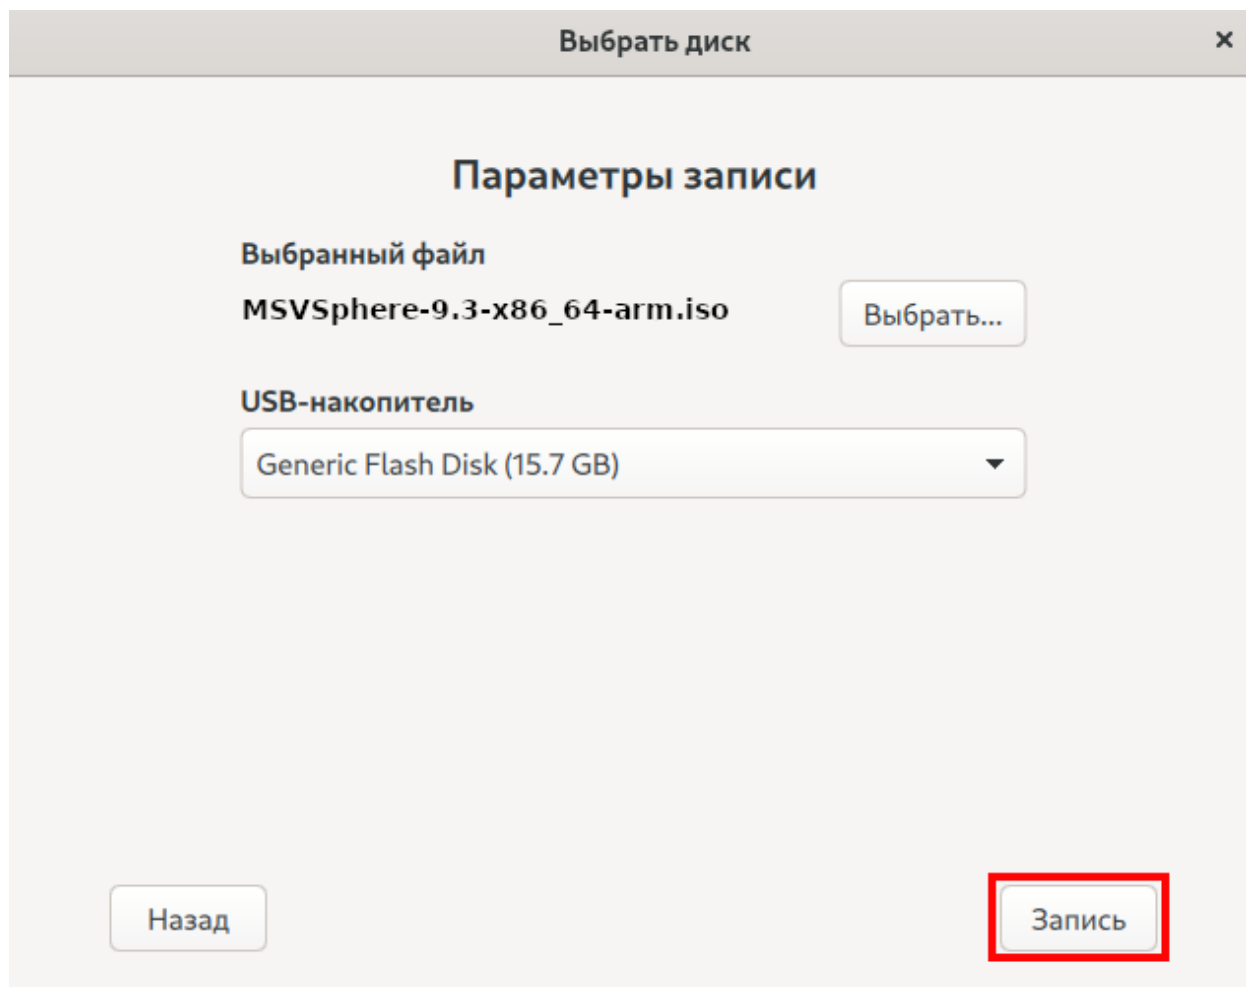 Выбрать диск
Параметры записи
Выбранный файл
MSVSphere-9.3-x86_64-arm.iso
Выбрать...
USB-накопитель
Generic Flash Disk (15.7 GB)
Назад
Запись